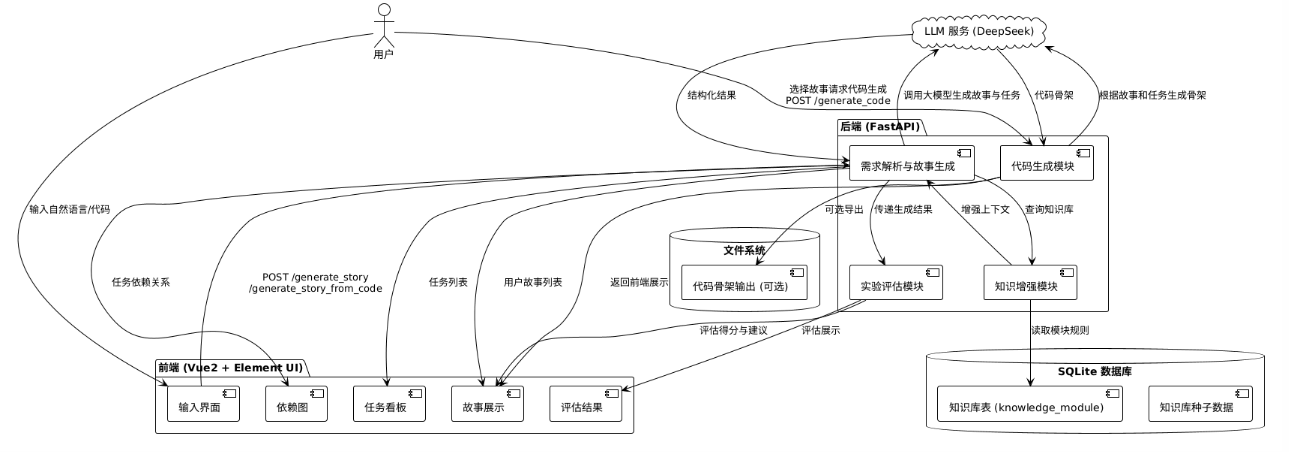 用户
LLM 服务 (DeepSeek)
结构化结果
选择故事请求代码生成
POST /generate_code
调用大模型生成故事与任务
代码骨架
根据故事和任务生成骨架
后端 (FastAPI)
需求解析与故事生成
代码生成模块
输入自然语言/代码
可选导出
传递生成结果
增强上下文
查询知识库
文件系统
代码骨架输出 (可选)
实验评估模块
知识增强模块
任务依赖关系
POST /generate_story
/generate_story_from_code
任务列表
用户故事列表
返回前端展示
评估得分与建议
评估展示
读取模块规则
前端 (Vue2 + Element UI)
输入界面
依赖图
任务看板
故事展示
评估结果
SQLite 数据库
知识库表 (knowledge_module)
知识库种子数据